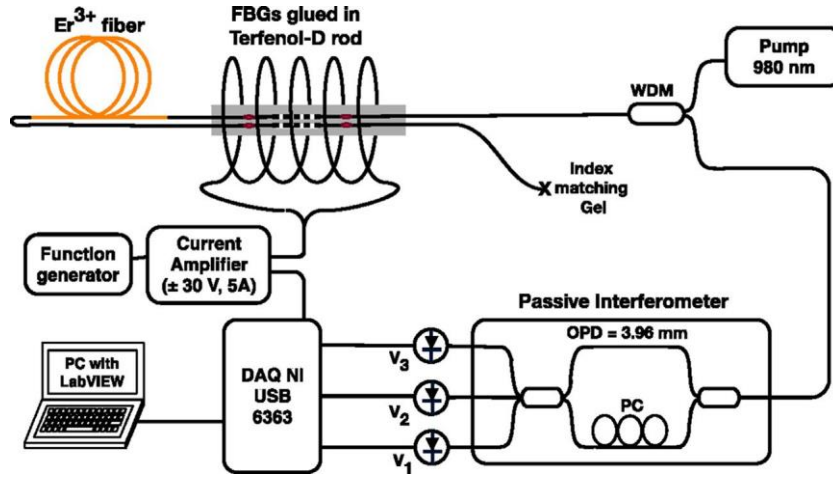 Er3+ fiber
FBGs glued in
Terfenol-D rod
Pump
980 nm
WDM
Index
matching
Gel
Function
generator
Current
Amplifier
(± 30 V, 5A)
Passive Interferometer
OPD = 3.96 mm
PC with
LabVIEW
DAQ NI
USB
6363
V3
V2
V1
PC